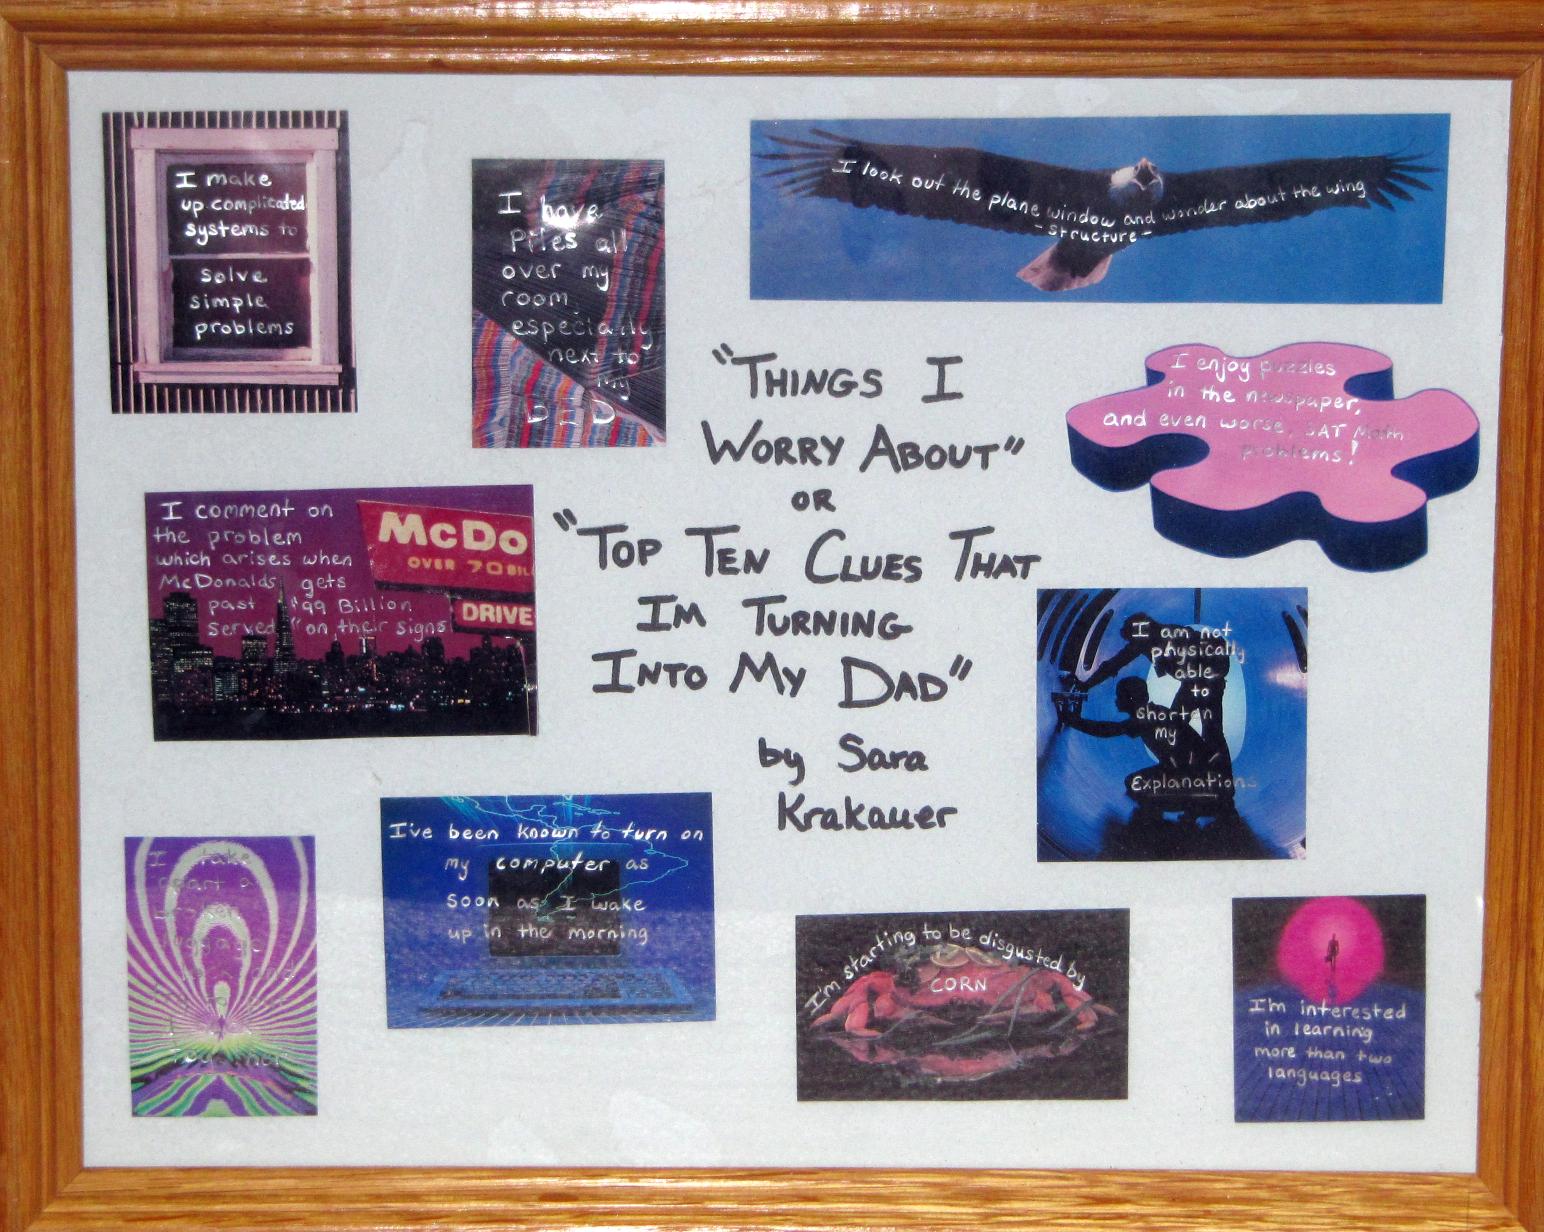 I make
up complicated
systems to
solve
simple
problems
I have
piles all
over my
room
especially
next to
my
BED
I look out the plane window and wonder about the wing
-structure-
"THINGS I
WORRY ABOUT"
OR
"TOP TEN CLUES THAT
IM TURNING
INTO MY DAD"
by Sara
Krakauer
I enjoy puzzles
in the newspaper,
and even worse, SAT Math
problems!
I comment on
the problem
which arises when
McDonalds gets
past "99 Billion
Served" on their signs
McDo
OVER 70 BIL
DRIVE
I am not
physically
able
to
shorten
my
Explanations
I take
apart a
I've been known to turn on
my computer as
soon as I wake
up in the morning
I'm starting to be disgusted by
CORN
I'm interested
in learning
more than two
languages